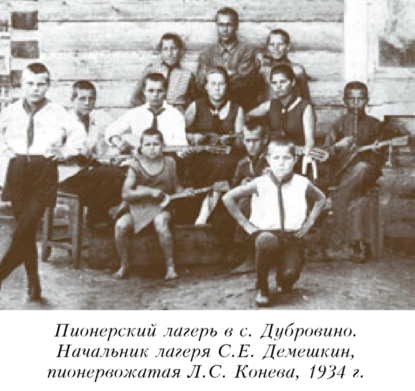 Пионерский лагерь в с. Дубровино.
Начальник лагеря С.Е. Демешкин,
пионервожатая Л.С. Конева, 1934 г.